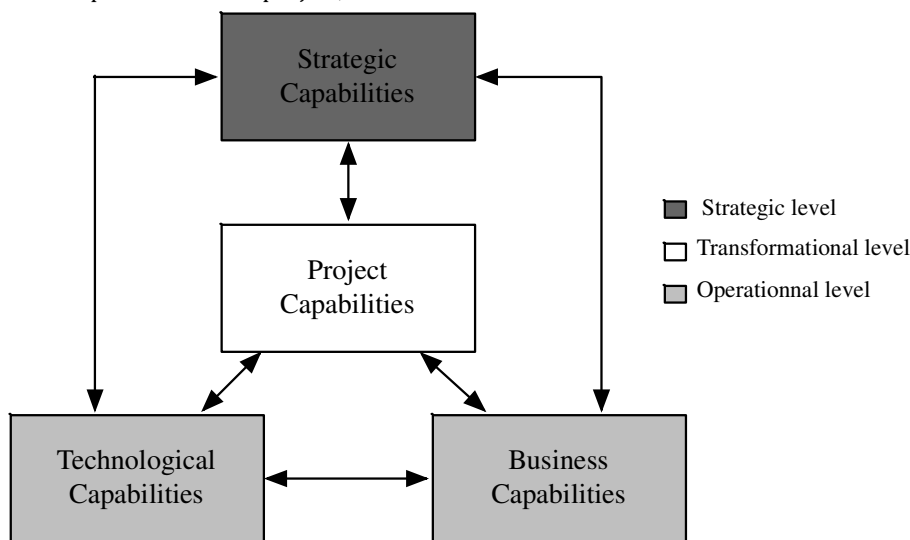 Strategic
Capabilities
Project
Capabilities
Technological
Capabilities
Business
Capabilities
Strategic level
Transformational level
Operationnal level